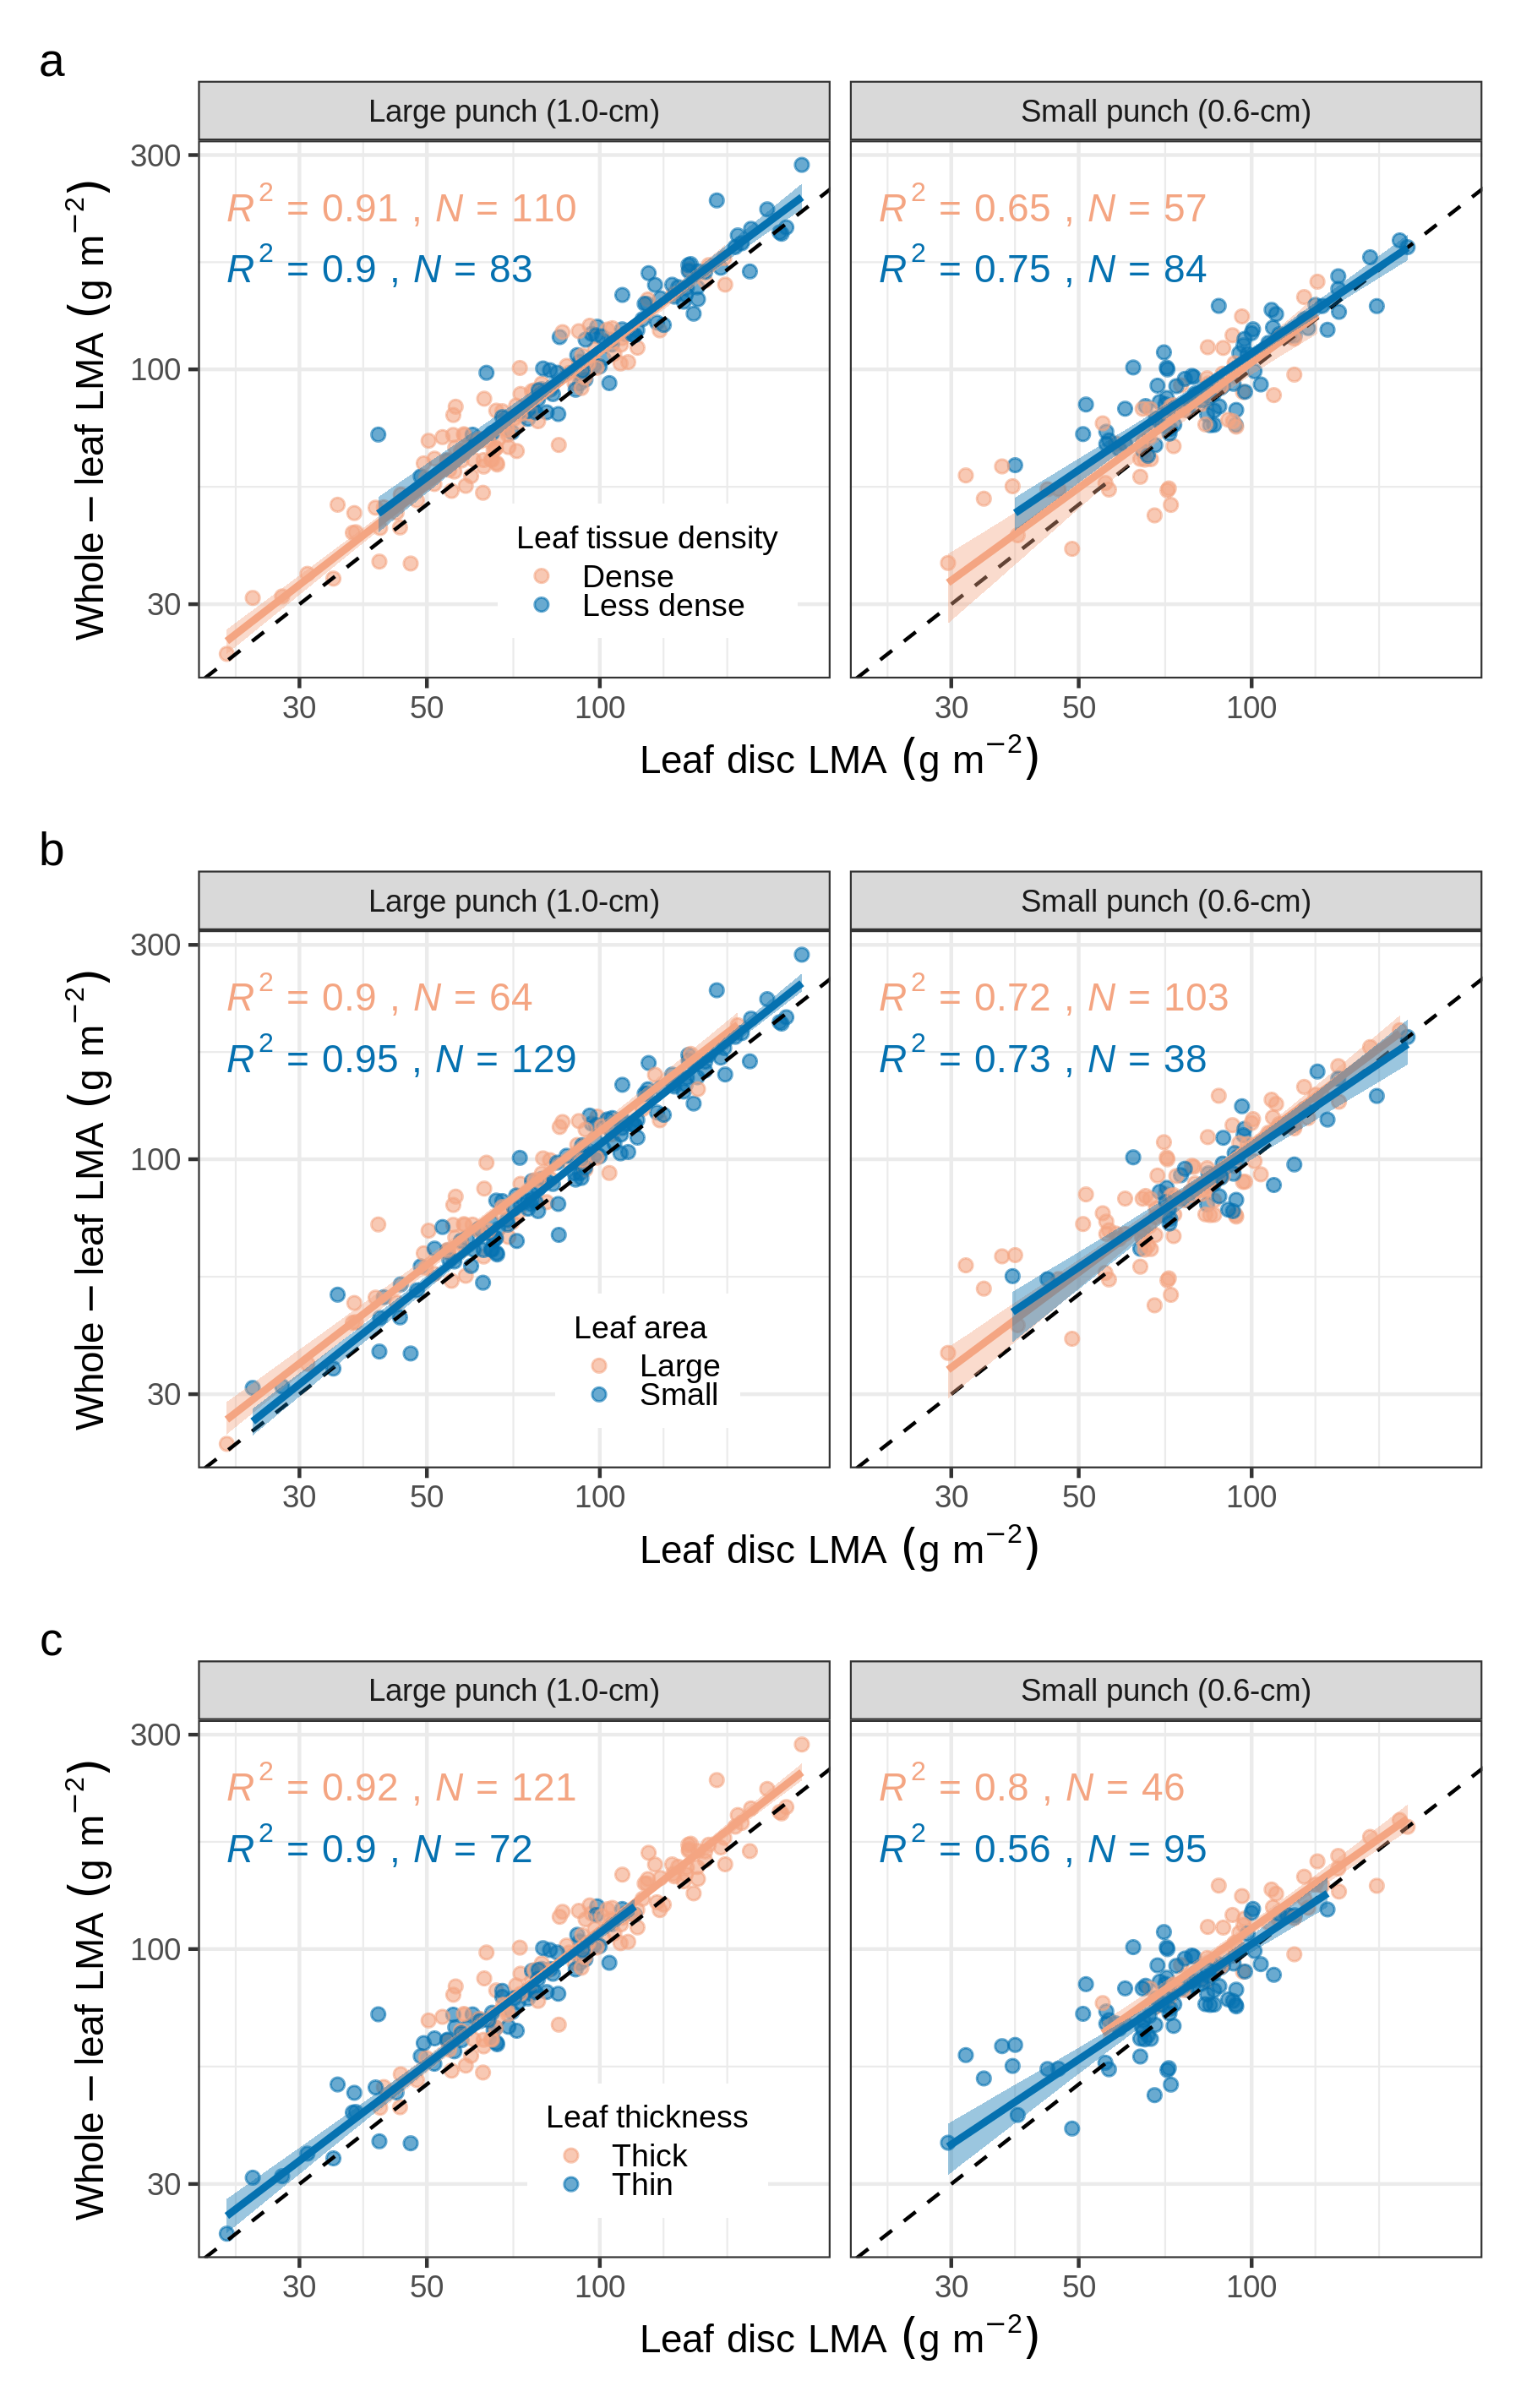 a
Large punch (1.0-cm)
Small punch (0.6-cm)
Whole − leaf LMA (g m−2)
300
100
30
R2 = 0.91 , N = 110
R2 = 0.9 , N = 83
R2 = 0.65 , N = 57
R2 = 0.75 , N = 84
Leaf tissue density
Dense
Less dense
30 50 100
30 50 100
Leaf disc LMA (g m−2)
b
Large punch (1.0-cm)
Small punch (0.6-cm)
Whole − leaf LMA (g m−2)
300
100
30
R2 = 0.9 , N = 64
R2 = 0.95 , N = 129
R2 = 0.72 , N = 103
R2 = 0.73 , N = 38
Leaf area
Large
Small
30 50 100
30 50 100
Leaf disc LMA (g m−2)
c
Large punch (1.0-cm)
Small punch (0.6-cm)
Whole − leaf LMA (g m−2)
300
100
30
R2 = 0.92 , N = 121
R2 = 0.9 , N = 72
R2 = 0.8 , N = 46
R2 = 0.56 , N = 95
Leaf thickness
Thick
Thin
30 50 100
30 50 100
Leaf disc LMA (g m−2)